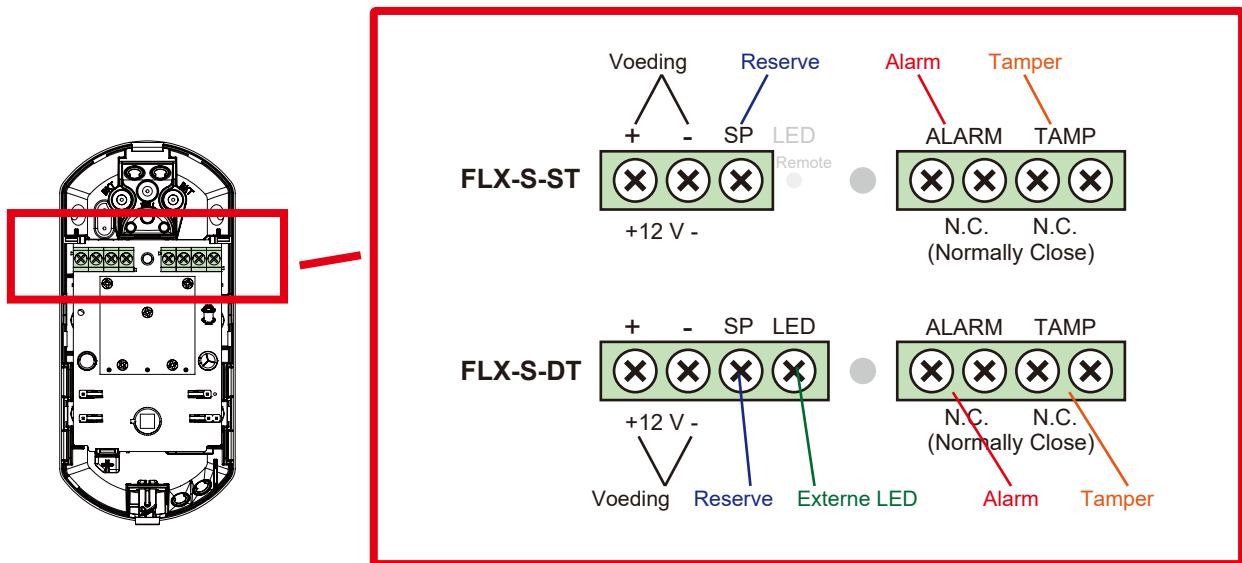 Voeding Reserve Alarm Tamper
+ - SP LED ALARM TAMP
Remote
FLX-S-ST
+12 V - N.C. N.C.
(Normally Close)
+ - SP LED ALARM TAMP
FLX-S-DT
+12 V - N.C. N.C.
(Normally Close)
Voeding Reserve Externe LED Alarm Tamper